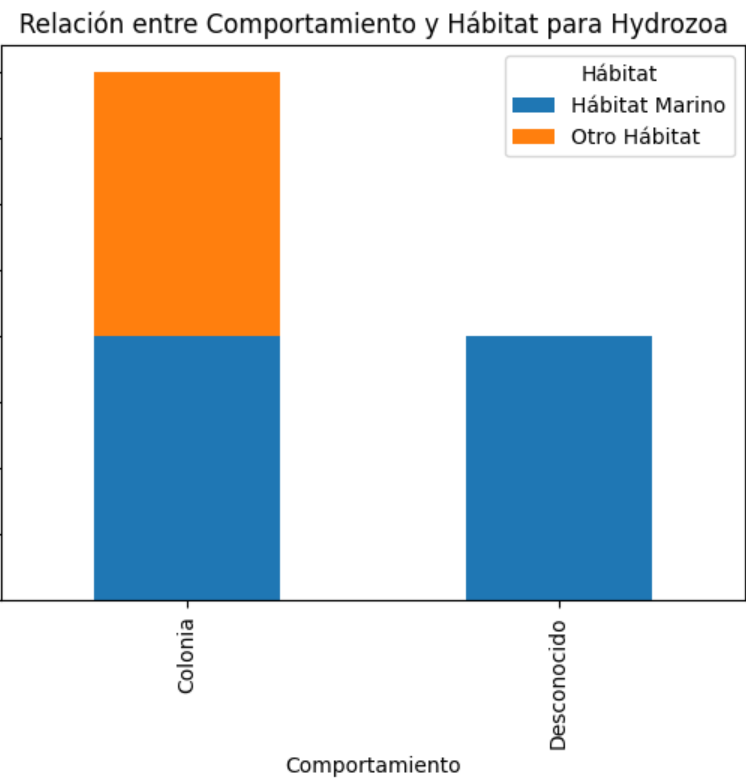 Relación entre Comportamiento y Hábitat para Hydrozoa
Hábitat
Hábitat Marino
Otro Hábitat
Colonia
Desconocido
Comportamiento